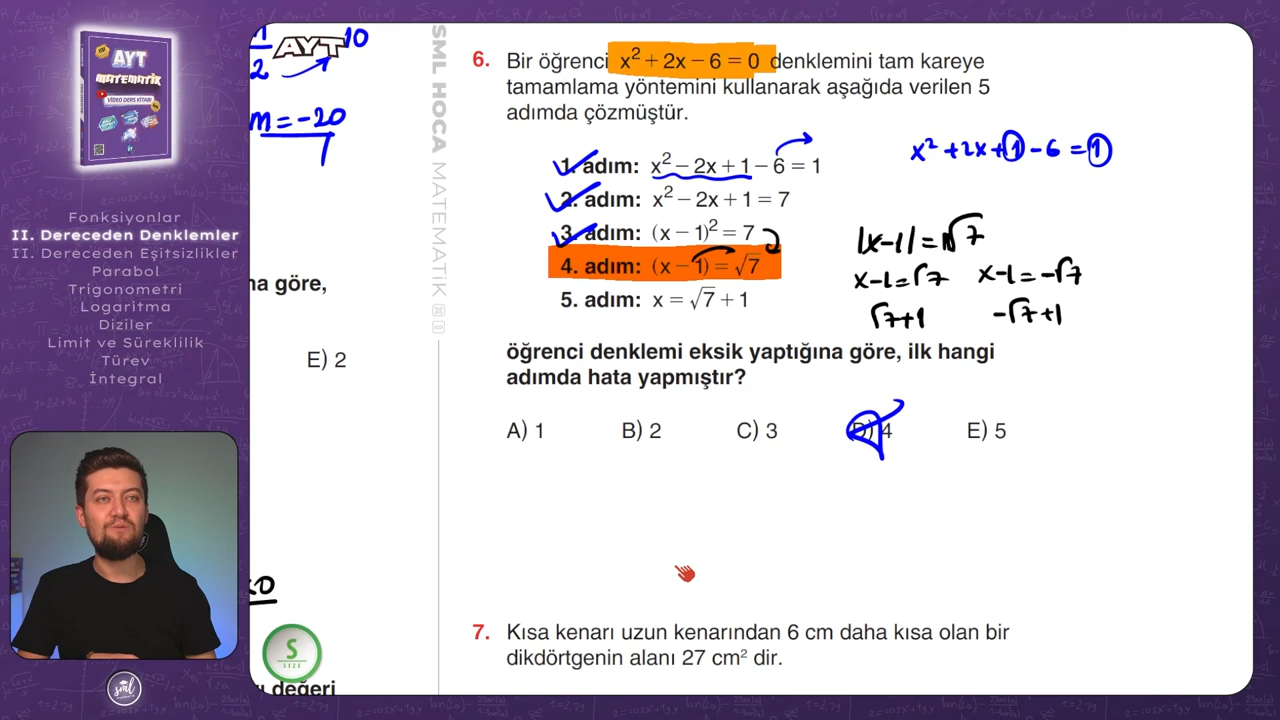 AYT
MATEMATİK
VİDEO DERS KİTABI
Fonksiyonlar
II. Dereceden Denklemler
II. Dereceden Eşitsizlikler
Parabol
Trigonometri
Logaritma
Diziler
Limit ve Süreklilik
Türev
İntegral
sml
2
AYT
10
m = -20
na göre,
E) 2
S
SIZE
değeri
SML HOCA MATEMATİK
6. Bir öğrenci x² + 2x − 6 = 0 denklemini tam kareye
tamamlama yöntemini kullanarak aşağıda verilen 5
adımda çözmüştür.
1. adım: x² − 2x + 1 − 6 = 1
2. adım: x² − 2x + 1 = 7
3. adım: (x − 1)² = 7
4. adım: (x − 1) = √7
5. adım: x = √7 + 1
x² + 2x + 1 - 6 = 1
|x-1| = √7
x-1 = √7 x-1 = -√7
√7+1 -√7+1
öğrenci denklemi eksik yaptığına göre, ilk hangi
adımda hata yapmıştır?
A) 1 B) 2 C) 3 D) 4 E) 5
7. Kısa kenarı uzun kenarından 6 cm daha kısa olan bir
dikdörtgenin alanı 27 cm² dir.